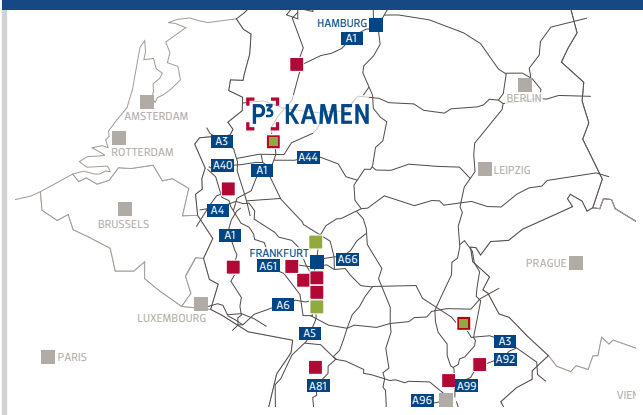 HAMBURG
A1
BERLIN
AMSTERDAM
P³ KAMEN
ROTTERDAM
A3
A44
A40
A1
LEIPZIG
A4
BRUSSELS
A1
FRANKFURT
A66
A61
PRAGUE
A6
LUXEMBOURG
A5
A3
PARIS
A92
A81
A99
VIEN
A96